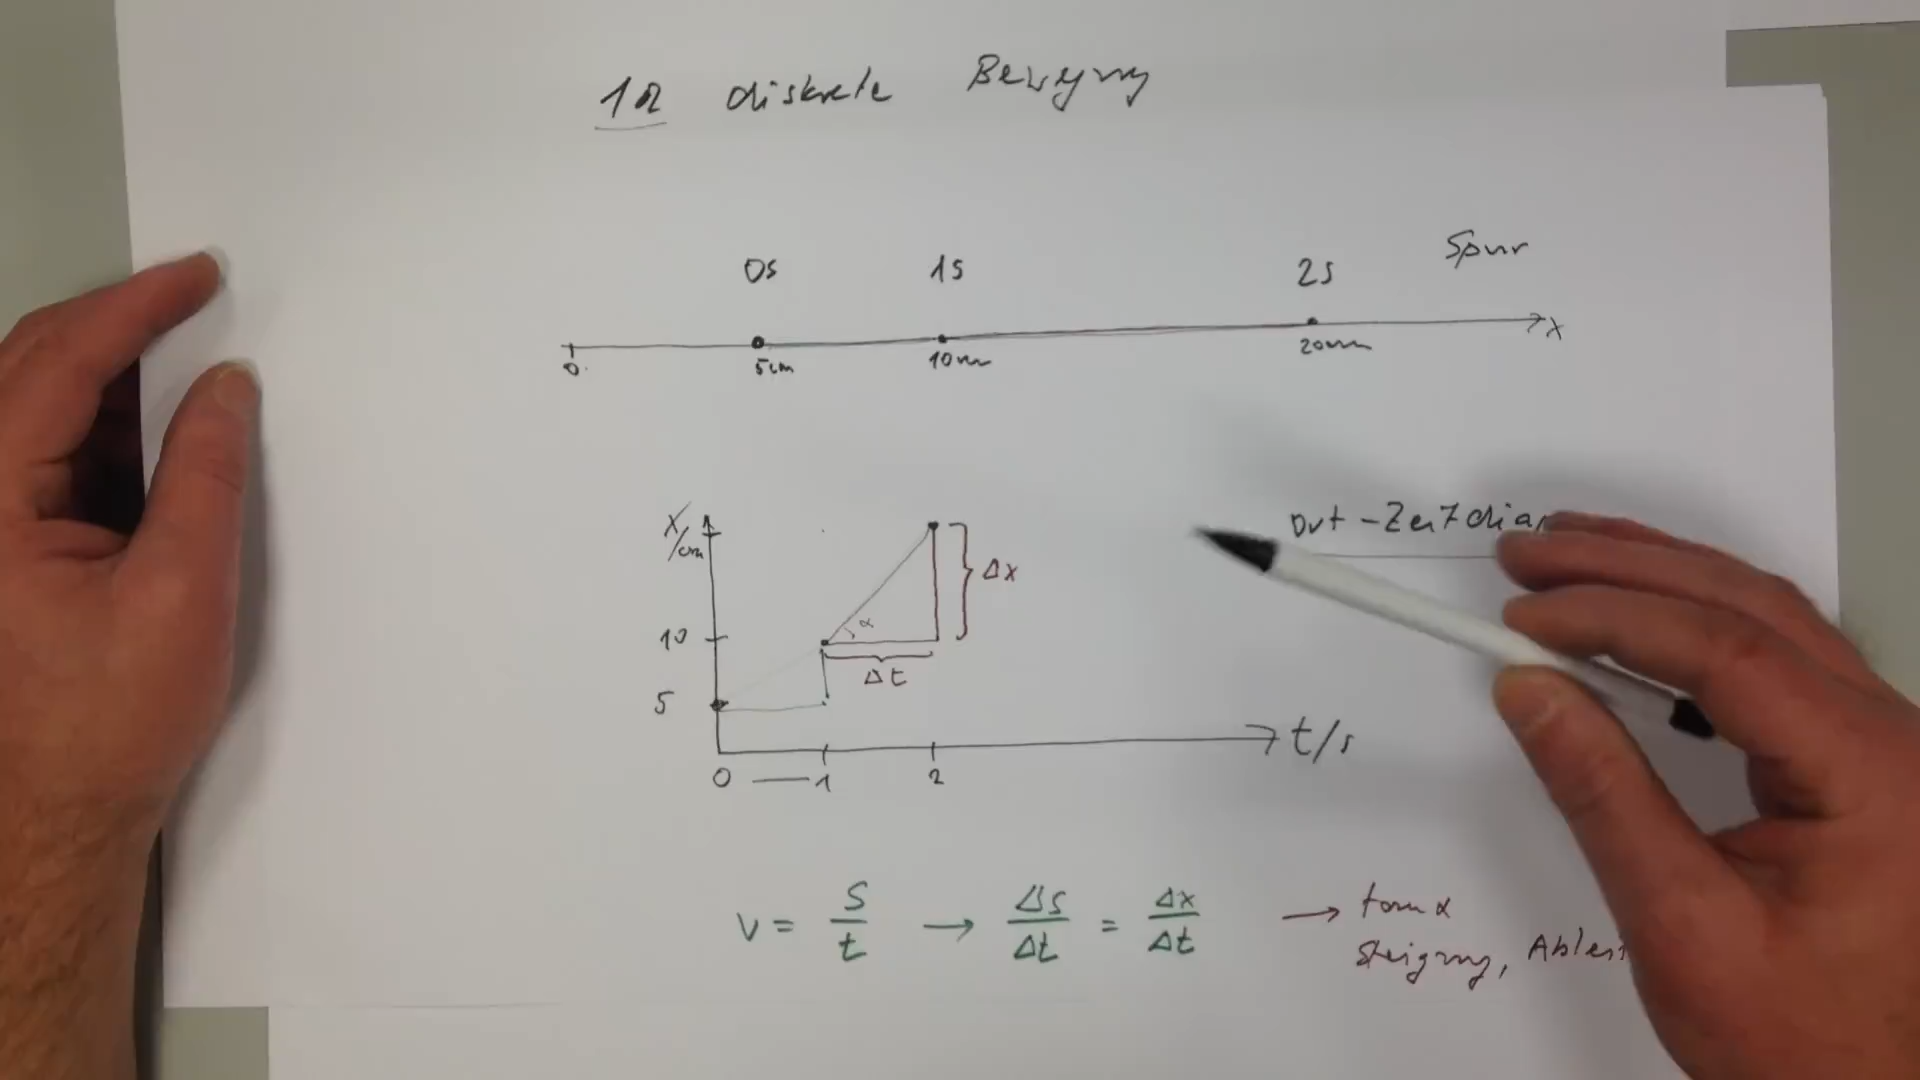 1D diskrete Bewegung
0s 1s 2s Spur
0 5cm 10cm 20cm x
x/cm
Ort-Zeitdia
Δx
α
10
Δt
5
t/s
0 1 2
v = s/t → Δs/Δt = Δx/Δt → tan α
Steigung, Ableit